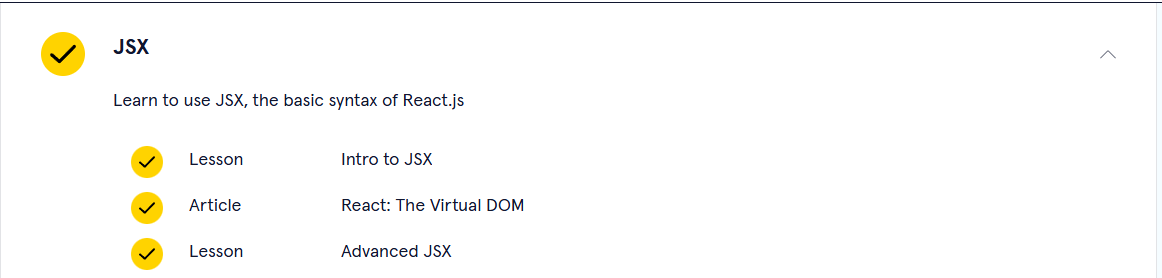 JSX
Learn to use JSX, the basic syntax of React.js
Lesson Intro to JSX
Article React: The Virtual DOM
Lesson Advanced JSX